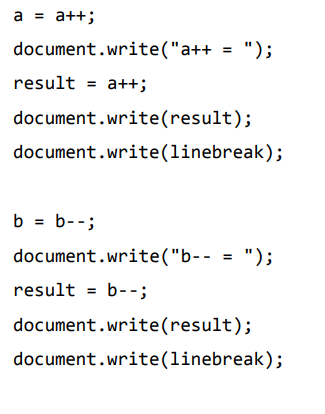 a = a++;
document.write("a++ = ");
result = a++;
document.write(result);
document.write(linebreak);

b = b--;
document.write("b-- = ");
result = b--;
document.write(result);
document.write(linebreak);